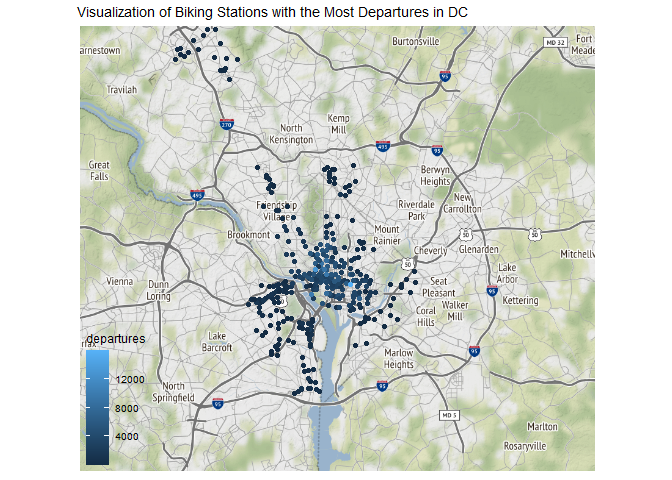 Visualization of Biking Stations with the Most Departures in DC
arnestown
Burtonsville
MD 32
Fort
Meade
95
Travilah
270
Kemp
Mill
North
Kensington
495
95
Great
Falls
Berwyn
Heights
495
New
Carrollton
Friendship
Village
Riverdale
Park
Brookmont
Mount
Rainier
50
50
Cheverly
Glenarden
Mitchellv
50
Vienna
Dunn
Loring
Seat
Pleasant
Lake
Arbor
95
Kettering
Walker
Mill
Coral
Hills
Lake
Barcroft
departures
Marlow
Heights
95
12000
8000
4000
North
Springfield
95
95
MD 5
Marlton
Rosaryville